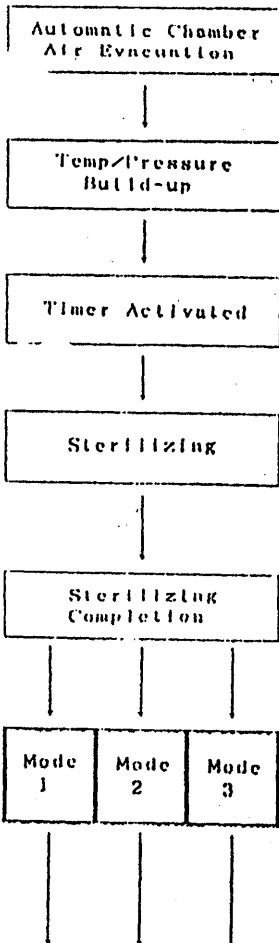 Automatic Chamber
Air Evacuation
Temp/Pressure
Build-up
Timer Activated
Sterilizing
Sterilizing
Completion
Mode Mode Mode
1 2 3